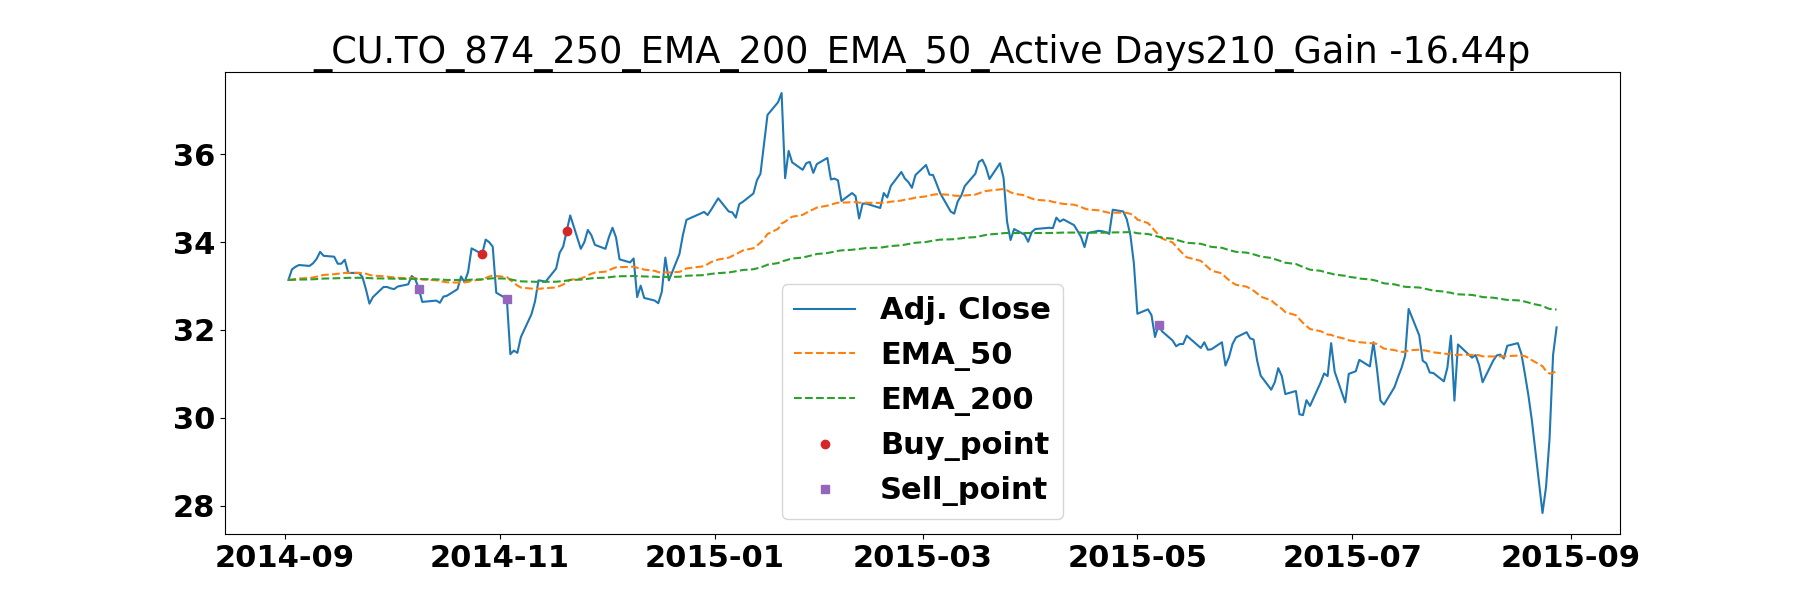 _CU.TO_874_250_EMA_200_EMA_50_Active Days210_Gain -16.44p
36
34
32
30
28
Adj. Close
EMA_50
EMA_200
Buy_point
Sell_point
2014-09 2014-11 2015-01 2015-03 2015-05 2015-07 2015-09